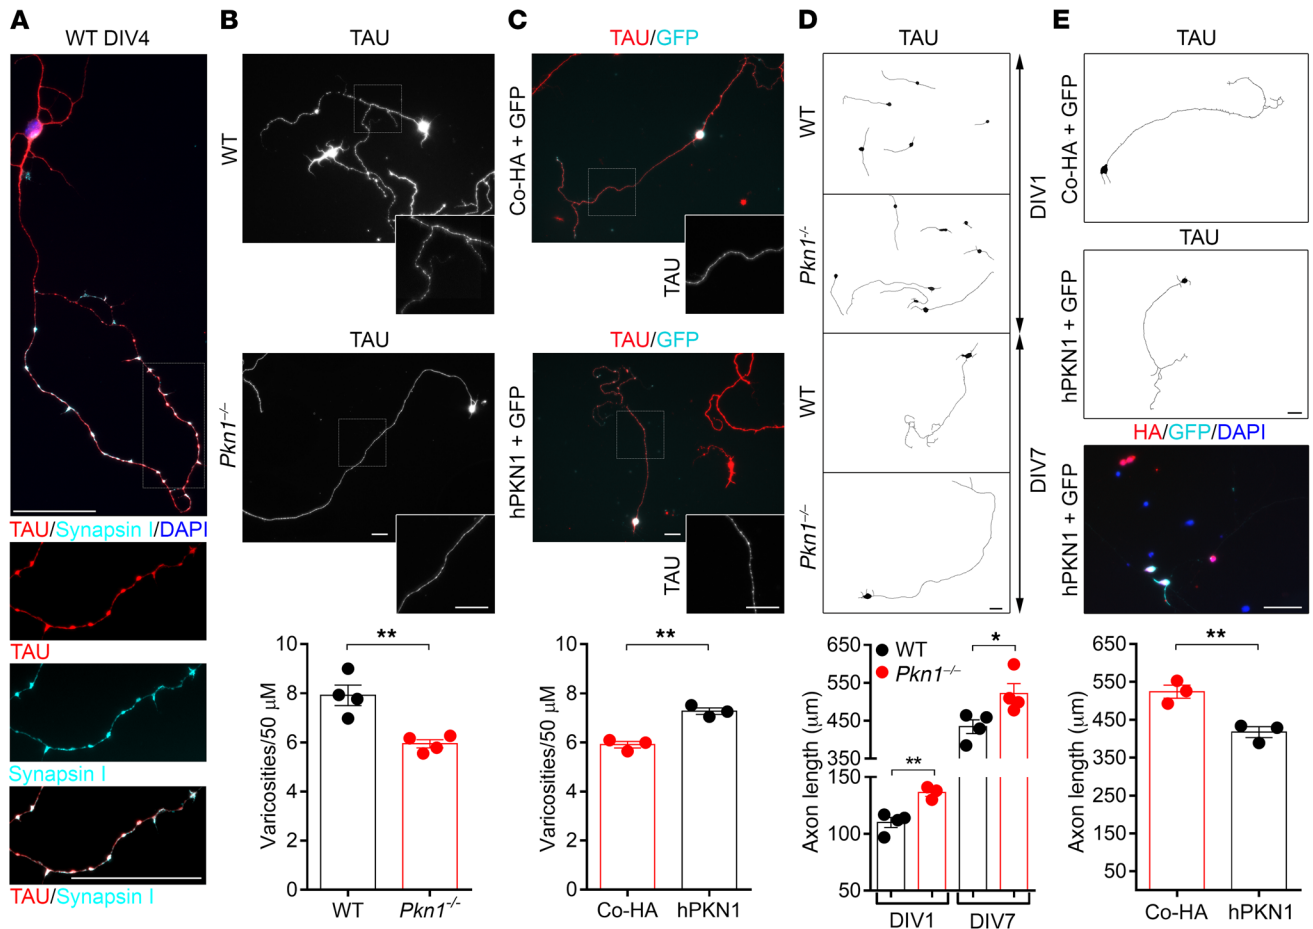 A
B
C
D
E
WT DIV4
TAU/Synapsin I/DAPI
TAU
Synapsin I
TAU/Synapsin I
TAU
WT
TAU
Pkn1–/–
**
Varicosities/50 μM
10
8
6
4
2
0
WT
Pkn1-/-
TAU/GFP
Co-HA + GFP
TAU
TAU/GFP
hPKN1 + GFP
TAU
**
Varicosities/50 μM
10
8
6
4
2
0
Co-HA
hPKN1
TAU
WT
Pkn1-/-
DIV1
WT
Pkn1–/–
DIV7
WT
Pkn1–/–
*
**
Axon length (μm)
650
550
450
350
150
100
50
DIV1
DIV7
TAU
Co-HA + GFP
TAU
hPKN1 + GFP
HA/GFP/DAPI
hPKN1 + GFP
**
Axon length (μm)
650
550
450
350
250
150
50
Co-HA
hPKN1